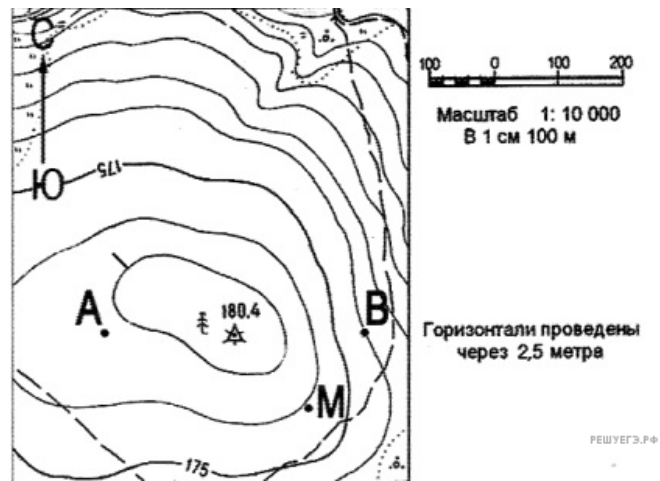 С
Ю
175
А
180.4
В
М
175
100 0 100 200
Масштаб 1: 10 000
В 1 см 100 м
Горизонтали проведены
через 2,5 метра
РЕШУЕГЭ.РФ